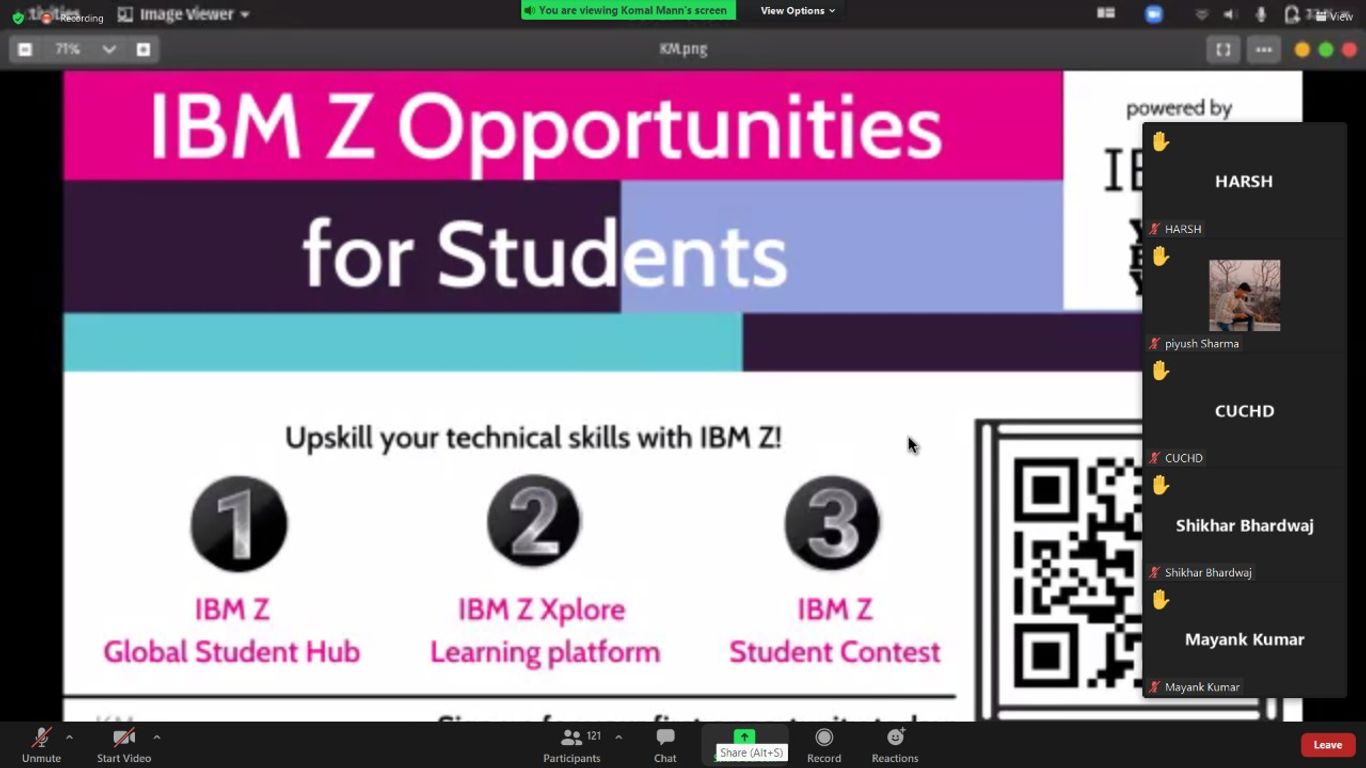 Recording
Image Viewer
You are viewing Komal Mann's screen
View Options
View
71%
KM.png
IBM Z Opportunities
for Students
powered by
Upskill your technical skills with IBM Z!
1
2
3
IBM Z
Global Student Hub
IBM Z Xplore
Learning platform
IBM Z
Student Contest
KM
HARSH
HARSH
piyush Sharma
CUCHD
CUCHD
Shikhar Bhardwaj
Shikhar Bhardwaj
Mayank Kumar
Mayank Kumar
Unmute
Start Video
121
Participants
Chat
Share (Alt+S)
Record
Reactions
Leave